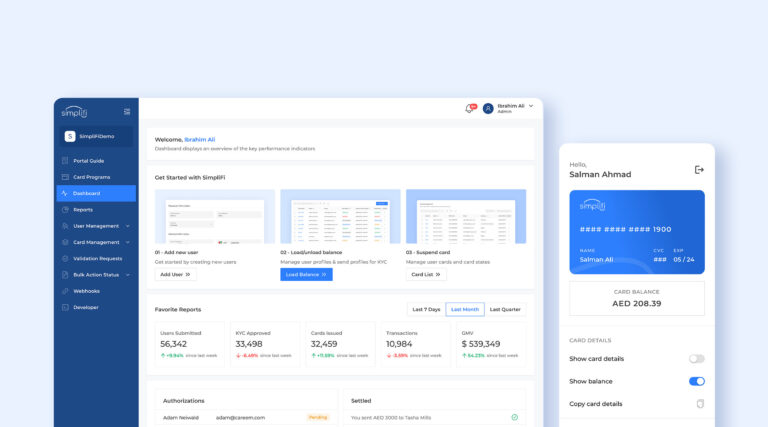 simplifi
S SimpliFiDemo
Portal Guide
Card Programs
Dashboard
Reports
User Management
Card Management
Validation Requests
Bulk Action Status
Webhooks
Developer
Ibrahim Ali
Admin
Welcome, Ibrahim Ali
Dashboard displays an overview of the key performance indicators
Get Started with SimpliFi
01 - Add new user
Get started by creating new users
Add User
02 - Load/unload balance
Manage user profiles & send profiles for KYC
Load Balance
03 - Suspend card
Manage user cards and card states
Card List
Favorite Reports
Last 7 Days Last Month Last Quarter
Users Submitted
56,342
+9.94% since last week
KYC Approved
33,498
-6.49% since last week
Cards Issued
32,459
+11.59% since last week
Transactions
10,984
-3.59% since last week
GMV
$ 539,349
54.23% since last week
Authorizations
Adam Neiwald adam@careem.com Pending
Settled
You sent AED 3000 to Tasha Mills
Hello,
Salman Ahmad
simplifi
#### #### #### 1900
NAME CVC EXP
Salman Ali ### 05 / 24
CARD BALANCE
AED 208.39
CARD DETAILS
Show card details
Show balance
Copy card details